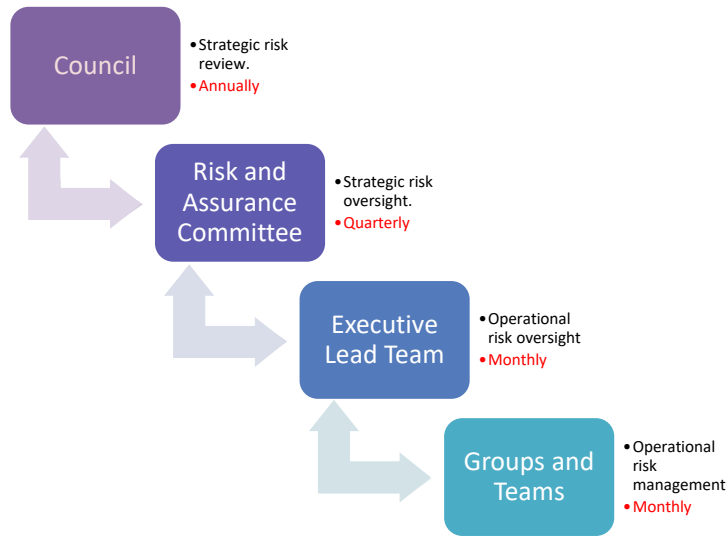 Council
•Strategic risk
review.
•Annually
Risk and
Assurance
Committee
•Strategic risk
oversight.
•Quarterly
Executive
Lead Team
•Operational
risk oversight
•Monthly
Groups and
Teams
•Operational
risk
management
•Monthly